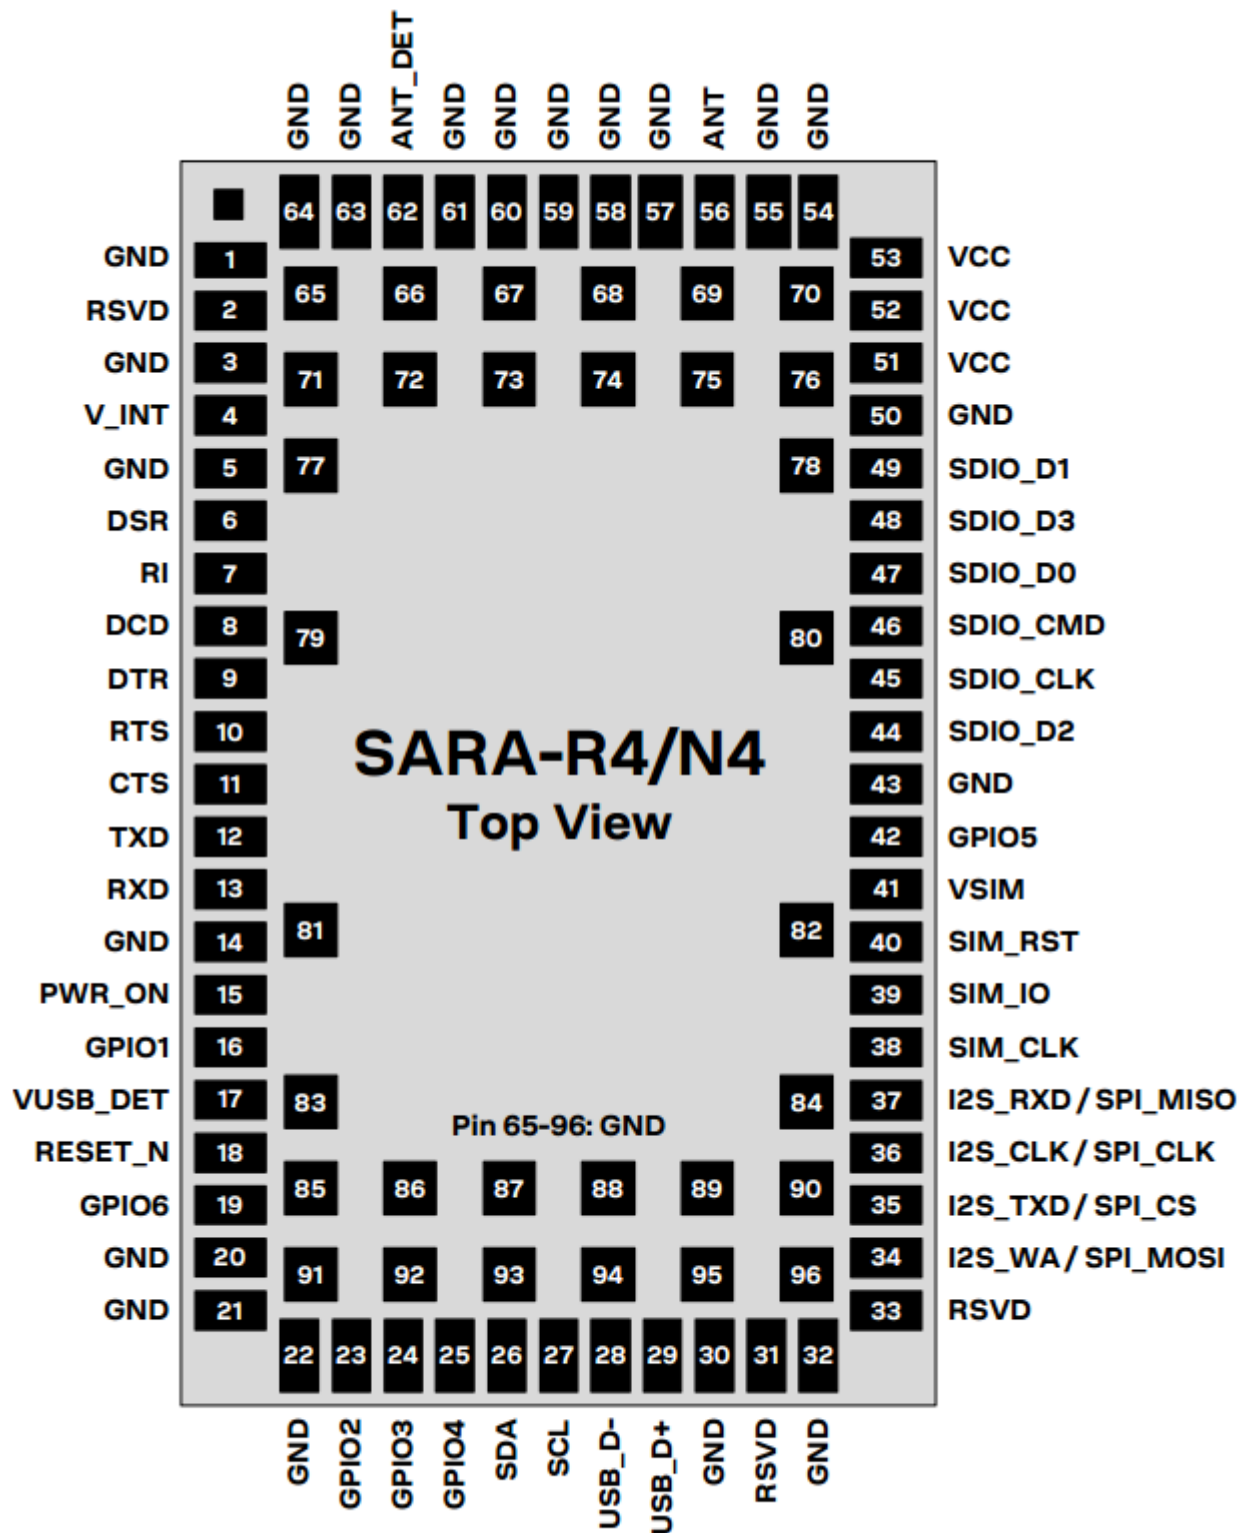 GND GND ANT_DET GND GND GND GND GND ANT GND GND
64 63 62 61 60 59 58 57 56 55 54
GND 1 53 VCC
65 66 67 68 69 70
RSVD 2 52 VCC
GND 3 51 VCC
71 72 73 74 75 76
V_INT 4 50 GND
GND 5 77 78 49 SDIO_D1
DSR 6 48 SDIO_D3
RI 7 47 SDIO_D0
DCD 8 79 80 46 SDIO_CMD
DTR 9 45 SDIO_CLK
RTS 10 44 SDIO_D2
SARA-R4/N4
CTS 11 43 GND
Top View
TXD 12 42 GPIO5
RXD 13 41 VSIM
GND 14 81 82 40 SIM_RST
PWR_ON 15 39 SIM_IO
GPIO1 16 38 SIM_CLK
VUSB_DET 17 83 84 37 I2S_RXD / SPI_MISO
Pin 65-96: GND
RESET_N 18 36 I2S_CLK / SPI_CLK
85 86 87 88 89 90
GPIO6 19 35 I2S_TXD / SPI_CS
GND 20 34 I2S_WA / SPI_MOSI
91 92 93 94 95 96
GND 21 33 RSVD
22 23 24 25 26 27 28 29 30 31 32
GND GPIO2 GPIO3 GPIO4 SDA SCL USB_D- USB_D+ GND RSVD GND